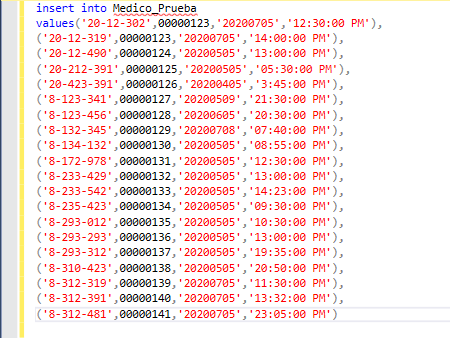 insert into Medico_Prueba
values('20-12-302',00000123,'20200705','12:30:00 PM'),
('20-12-319',00000123,'20200705','14:00:00 PM'),
('20-12-490',00000124,'20200505','13:00:00 PM'),
('20-212-391',00000125,'20200505','05:30:00 PM'),
('20-423-391',00000126,'20200405','3:45:00 PM'),
('8-123-341',00000127,'20200509','21:30:00 PM'),
('8-123-456',00000128,'20200605','20:30:00 PM'),
('8-132-345',00000129,'20200708','07:40:00 PM'),
('8-134-132',00000130,'20200505','08:55:00 PM'),
('8-172-978',00000131,'20200505','12:30:00 PM'),
('8-233-429',00000132,'20200505','13:00:00 PM'),
('8-233-542',00000133,'20200505','14:23:00 PM'),
('8-235-423',00000134,'20200505','09:30:00 PM'),
('8-293-012',00000135,'20200505','10:30:00 PM'),
('8-293-293',00000136,'20200505','13:00:00 PM'),
('8-293-312',00000137,'20200505','19:35:00 PM'),
('8-310-423',00000138,'20200505','20:50:00 PM'),
('8-312-319',00000139,'20200705','11:30:00 PM'),
('8-312-391',00000140,'20200705','13:32:00 PM'),
('8-312-481',00000141,'20200705','23:05:00 PM')